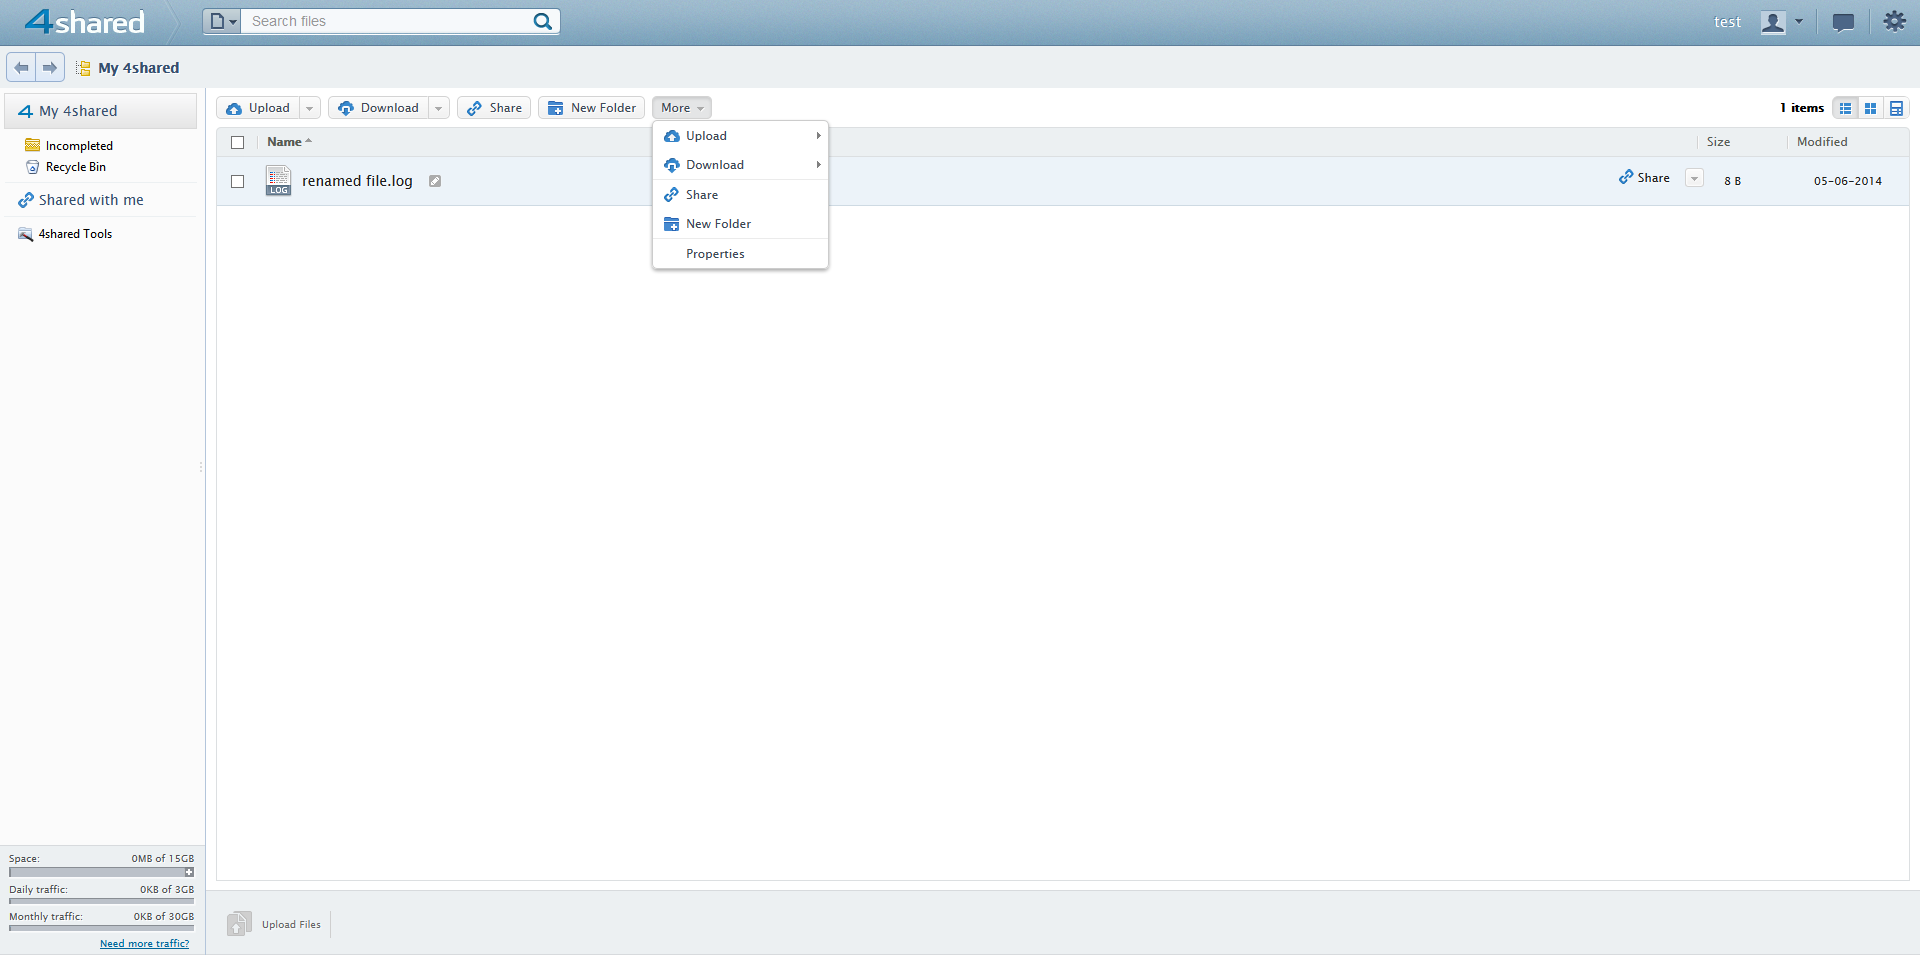 4shared
Search files
test
My 4shared
My 4shared
Incompleted
Recycle Bin
Shared with me
4shared Tools
Upload
Download
Share
New Folder
More
1 items
Name
Size
Modified
LOG
renamed file.log
Share
8 B
05-06-2014
Upload
Download
Share
New Folder
Properties
Space: 0MB of 15GB
Daily traffic: 0KB of 3GB
Monthly traffic: 0KB of 30GB
Need more traffic?
Upload Files